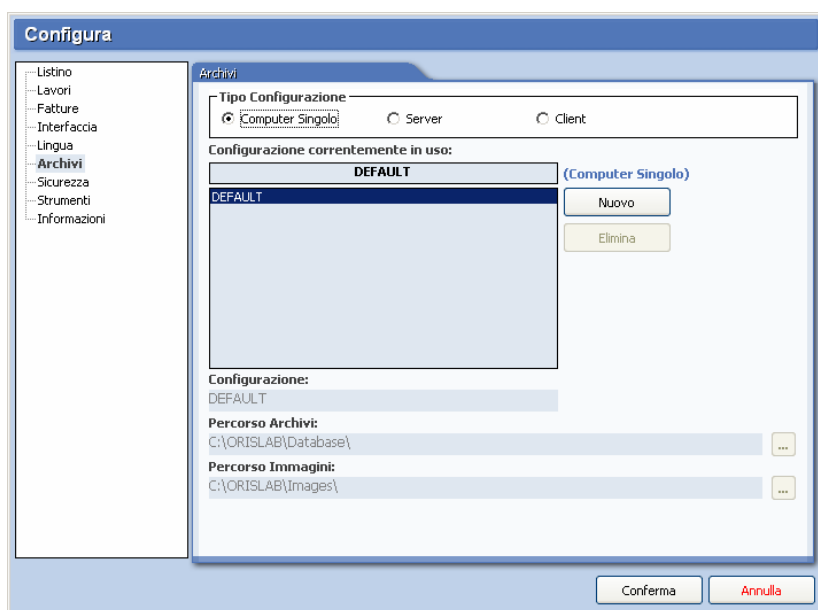 Configura
Listino
Lavori
Fatture
Interfaccia
Lingua
Archivi
Sicurezza
Strumenti
Informazioni
Archivi
Tipo Configurazione
Computer Singolo Server Client
Configurazione correntemente in uso:
DEFAULT (Computer Singolo)
DEFAULT
Nuovo
Elimina
Configurazione:
DEFAULT
Percorso Archivi:
C:\ORISLAB\Database\ ...
Percorso Immagini:
C:\ORISLAB\Images\ ...
Conferma Annulla